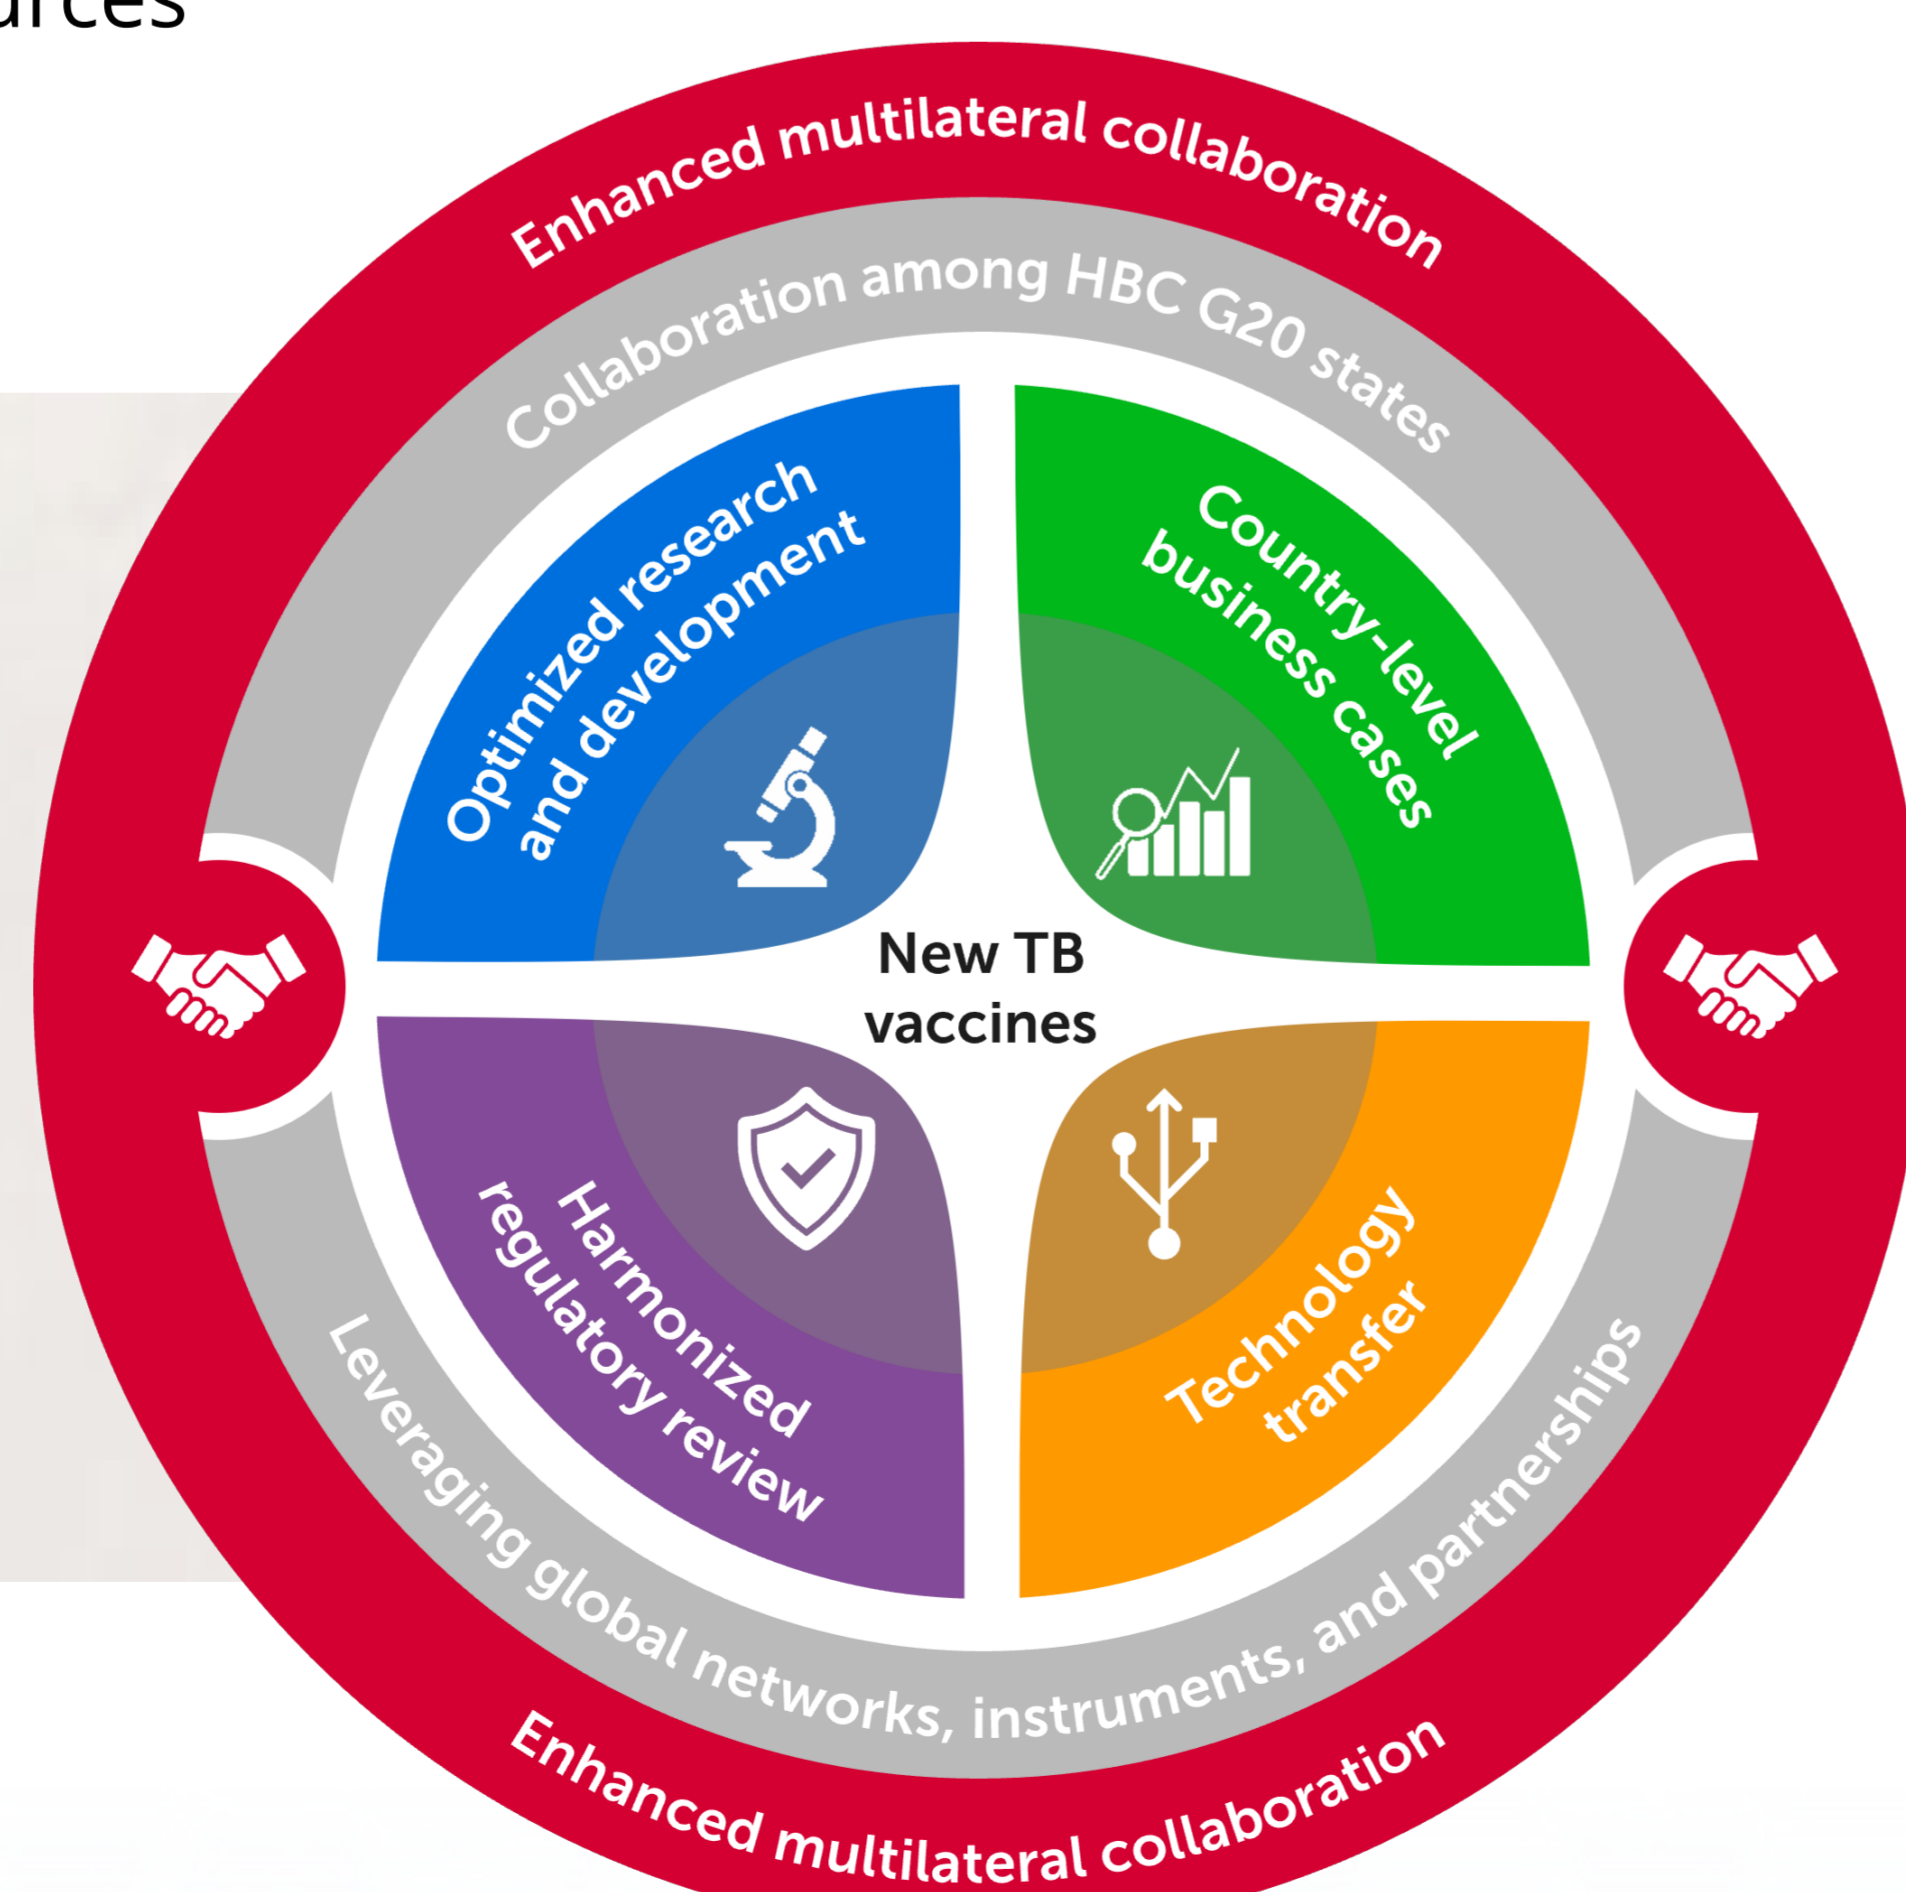 Enhanced multilateral collaboration
Collaboration among HBC G20 states
Optimized research
and development
Country-level
business cases
New TB
vaccines
Harmonized
regulatory review
Technology
transfer
Leveraging global networks, instruments, and partnerships
Enhanced multilateral collaboration